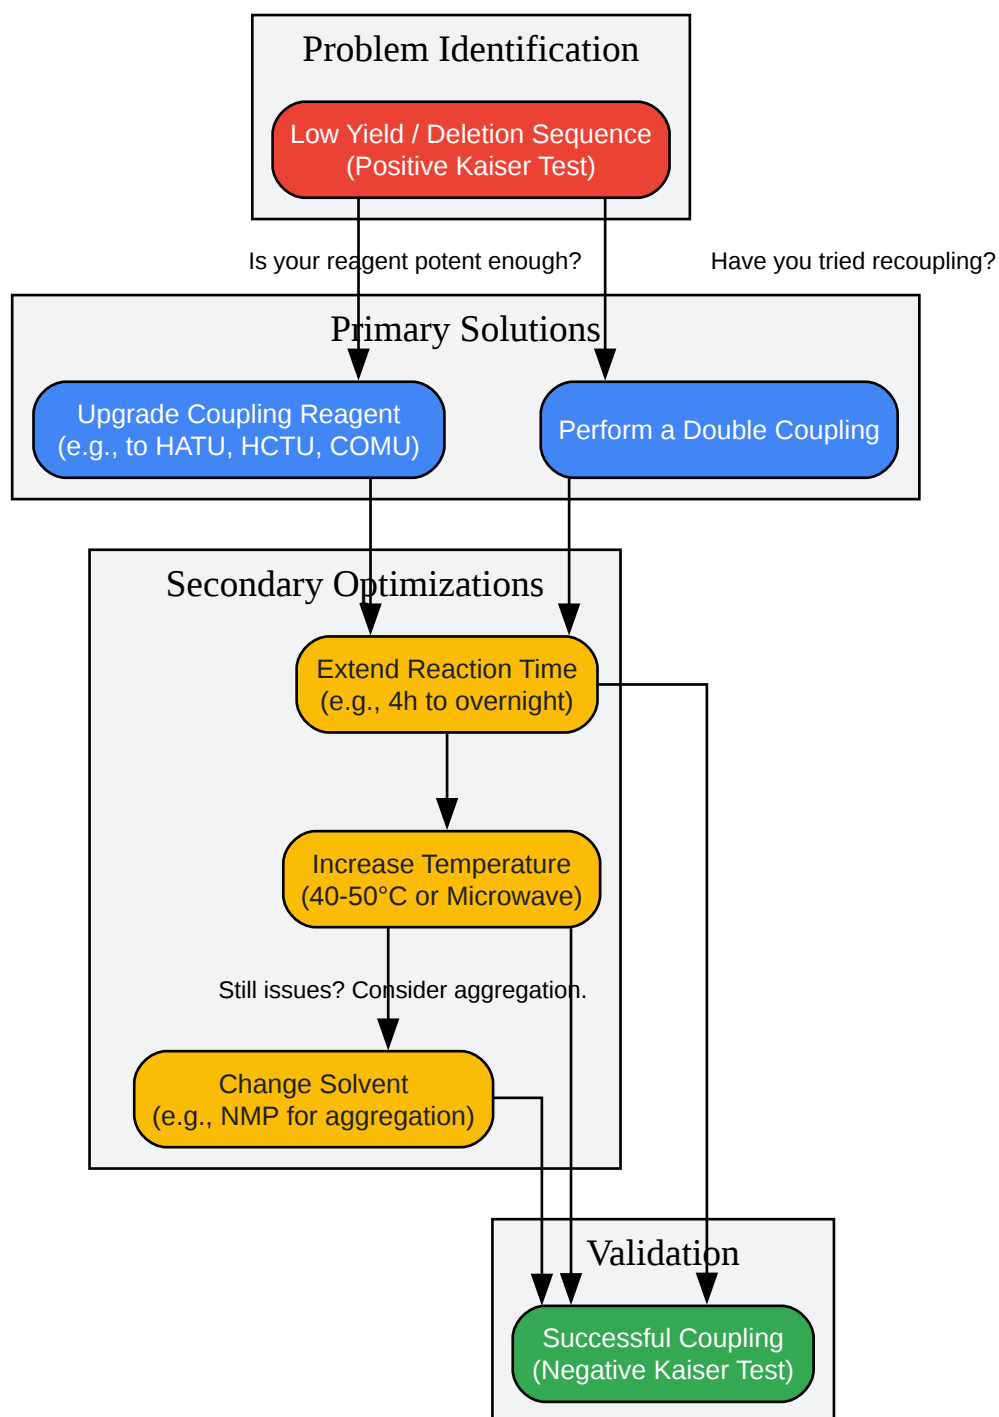 Problem Identification
Low Yield / Deletion Sequence
(Positive Kaiser Test)
Is your reagent potent enough?
Have you tried recoupling?
Primary Solutions
Upgrade Coupling Reagent
(e.g., to HATU, HCTU, COMU)
Perform a Double Coupling
Secondary Optimizations
Extend Reaction Time
(e.g., 4h to overnight)
Increase Temperature
(40-50°C or Microwave)
Still issues? Consider aggregation.
Change Solvent
(e.g., NMP for aggregation)
Validation
Successful Coupling
(Negative Kaiser Test)